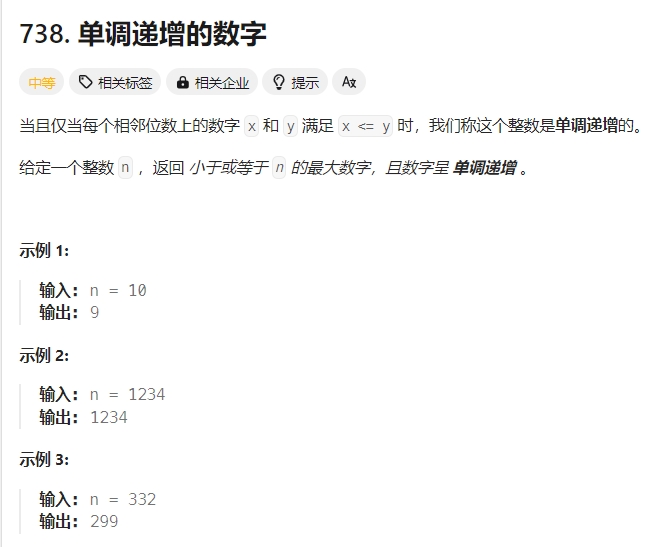 738. 单调递增的数字
中等 相关标签 相关企业 提示 Aあ
当且仅当每个相邻位数上的数字 x 和 y 满足 x <= y 时，我们称这个整数是单调递增的。
给定一个整数 n ，返回 小于或等于 n 的最大数字，且数字呈 单调递增 。
示例 1:
输入: n = 10
输出: 9
示例 2:
输入: n = 1234
输出: 1234
示例 3:
输入: n = 332
输出: 299